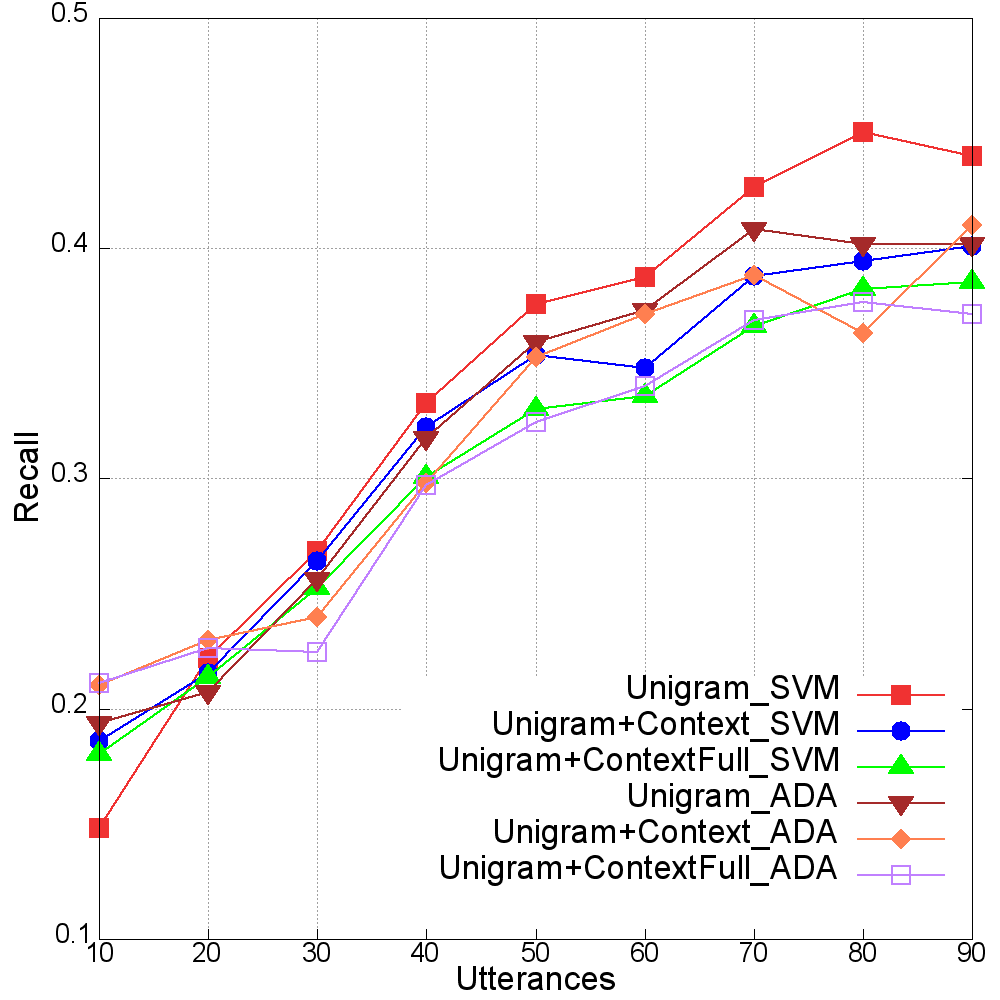 0.5
0.4
0.3
0.2
0.1
Recall
Unigram_SVM
Unigram+Context_SVM
Unigram+ContextFull_SVM
Unigram_ADA
Unigram+Context_ADA
Unigram+ContextFull_ADA
10 20 30 40 50 60 70 80 90
Utterances